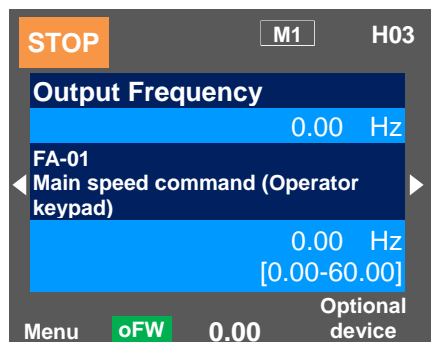 STOP M1 H03
Output Frequency
0.00 Hz
FA-01
Main speed command (Operator
keypad)
0.00 Hz
[0.00-60.00]
Menu oFW 0.00 Optional
device